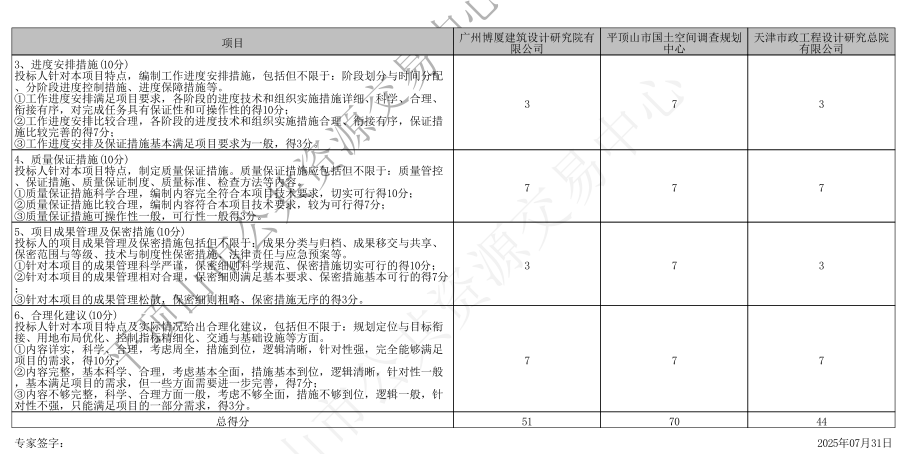 项目
广州博厦建筑设计研究院有
限公司
平顶山市国土空间调查规划
中心
天津市政工程设计研究总院
有限公司
3、进度安排措施(10分)
投标人针对本项目特点，编制工作进度安排措施，包括但不限于：阶段划分与时间分配
、分阶段进度控制措施、进度保障措施等。
①工作进度安排满足项目要求，各阶段的进度技术和组织实施措施详细、科学、合理、
衔接有序，对完成任务具有保证性和可操作性的得10分；
②工作进度安排比较合理，各阶段的进度技术和组织实施措施合理、衔接有序，保证措
施比较完善的得7分；
③工作进度安排及保证措施基本满足项目要求为一般，得3分。
3
7
3
4、质量保证措施(10分)
投标人针对本项目特点，制定质量保证措施。质量保证措施应包括但不限于：质量管控
、保证措施、质量保证制度、质量标准、检查方法等内容。
①质量保证措施科学合理，编制内容完全符合本项目技术要求，切实可行得10分；
②质量保证措施比较合理，编制内容符合本项目技术要求，较为可行得7分；
③质量保证措施可操作性一般，可行性一般得3分。
7
7
7
5、项目成果管理及保密措施(10分)
投标人的项目成果管理及保密措施包括但不限于：成果分类与归档、成果移交与共享、
保密范围与等级、技术与制度性保密措施、法律责任与应急预案等。
①针对本项目的成果管理科学严谨，保密细则科学规范、保密措施切实可行的得10分；
②针对本项目的成果管理相对合理，保密细则满足基本要求、保密措施基本可行的得7分
；
③针对本项目的成果管理松散，保密细则粗略、保密措施无序的得3分。
3
7
3
6、合理化建议(10分)
投标人针对本项目特点及实际情况给出合理化建议，包括但不限于：规划定位与目标衔
接、用地布局优化、控制指标精细化、交通与基础设施等方面。
①内容详实，科学、合理，考虑周全，措施到位，逻辑清晰，针对性强，完全能够满足
项目的需求，得10分；
②内容完整，基本科学、合理，考虑基本全面，措施基本到位，逻辑清晰，针对性一般
，基本满足项目的需求，但一些方面需要进一步完善，得7分；
③内容不够完整，科学、合理方面一般，考虑不够全面，措施不够到位，逻辑一般，针
对性不强，只能满足项目的一部分需求，得3分。
7
7
7
总得分
51
70
44
专家签字：
2025年07月31日
平顶山市公共资源交易中心
山市公共资源交易中心